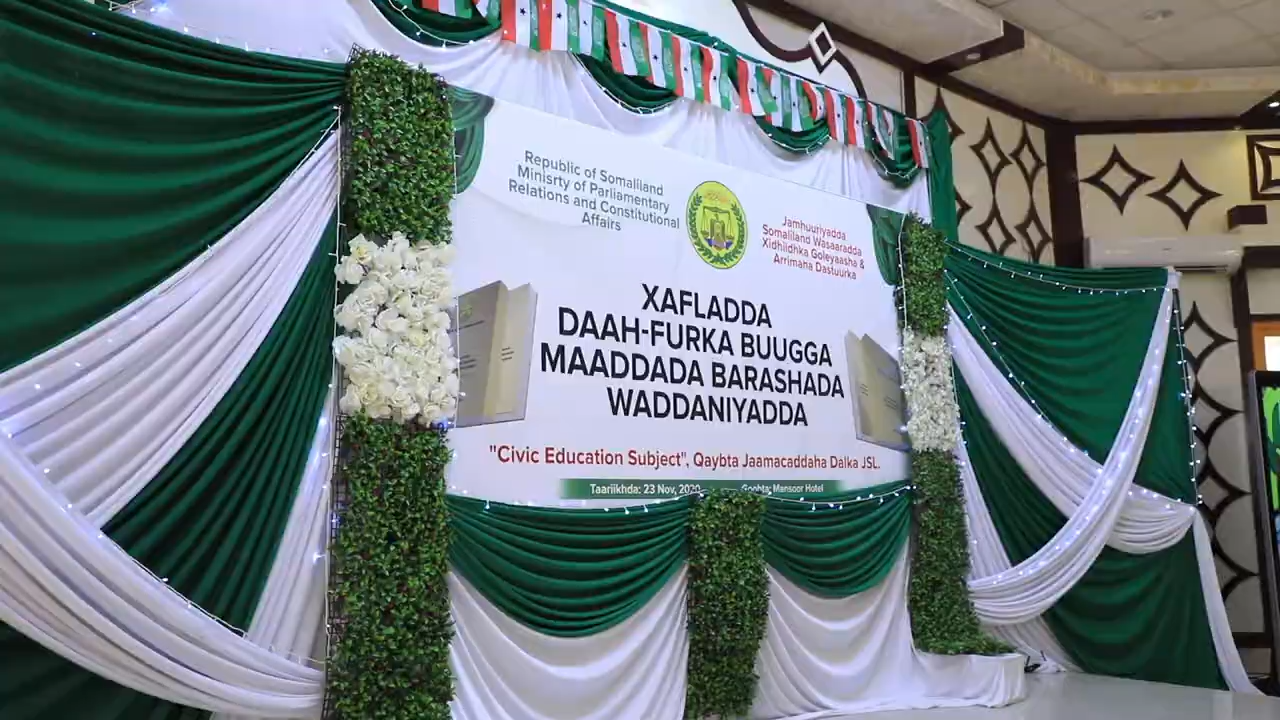 Republic of Somaliland
Minisrty of Parliamentary
Relations and Constitutional
Affairs
Jamhuuriyadda
Somaliland Wasaaradda
Xidhiidhka Goleyaasha &
Arrimaha Dastuurka
XAFLADDA
DAAH-FURKA BUUGGA
MAADDADA BARASHADA
WADDANIYADDA
"Civic Education Subject", Qaybta Jaamacaddaha Dalka JSL.
Taariikhda: 23 Nov, 2020
Goobta: Mansoor Hotel